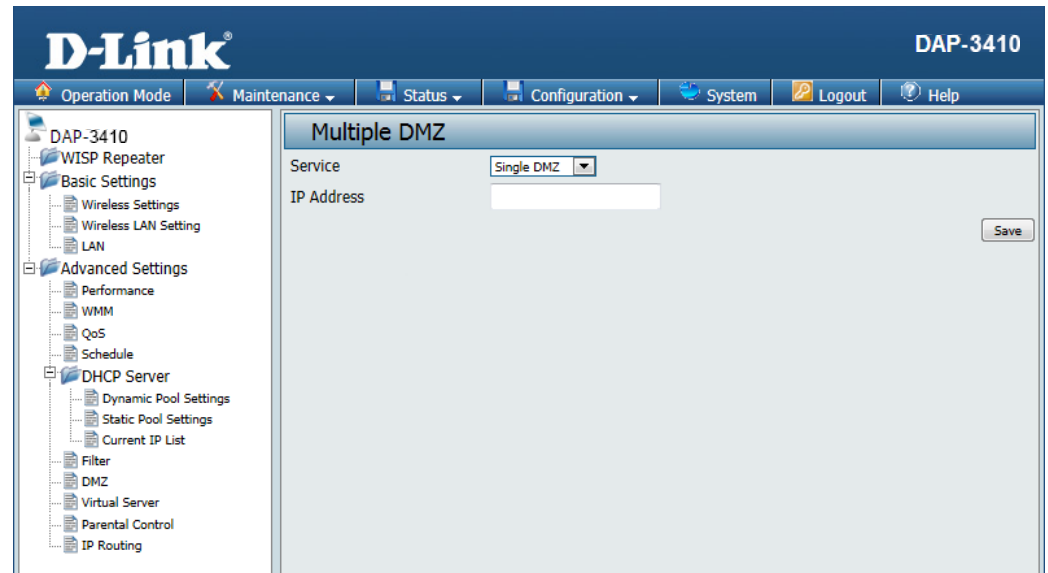 D-Link®
DAP-3410
Operation Mode
Maintenance
Status
Configuration
System
Logout
Help
DAP-3410
WISP Repeater
Basic Settings
Wireless Settings
Wireless LAN Setting
LAN
Advanced Settings
Performance
WMM
QoS
Schedule
DHCP Server
Dynamic Pool Settings
Static Pool Settings
Current IP List
Filter
DMZ
Virtual Server
Parental Control
IP Routing
Multiple DMZ
Service
Single DMZ
IP Address
Save